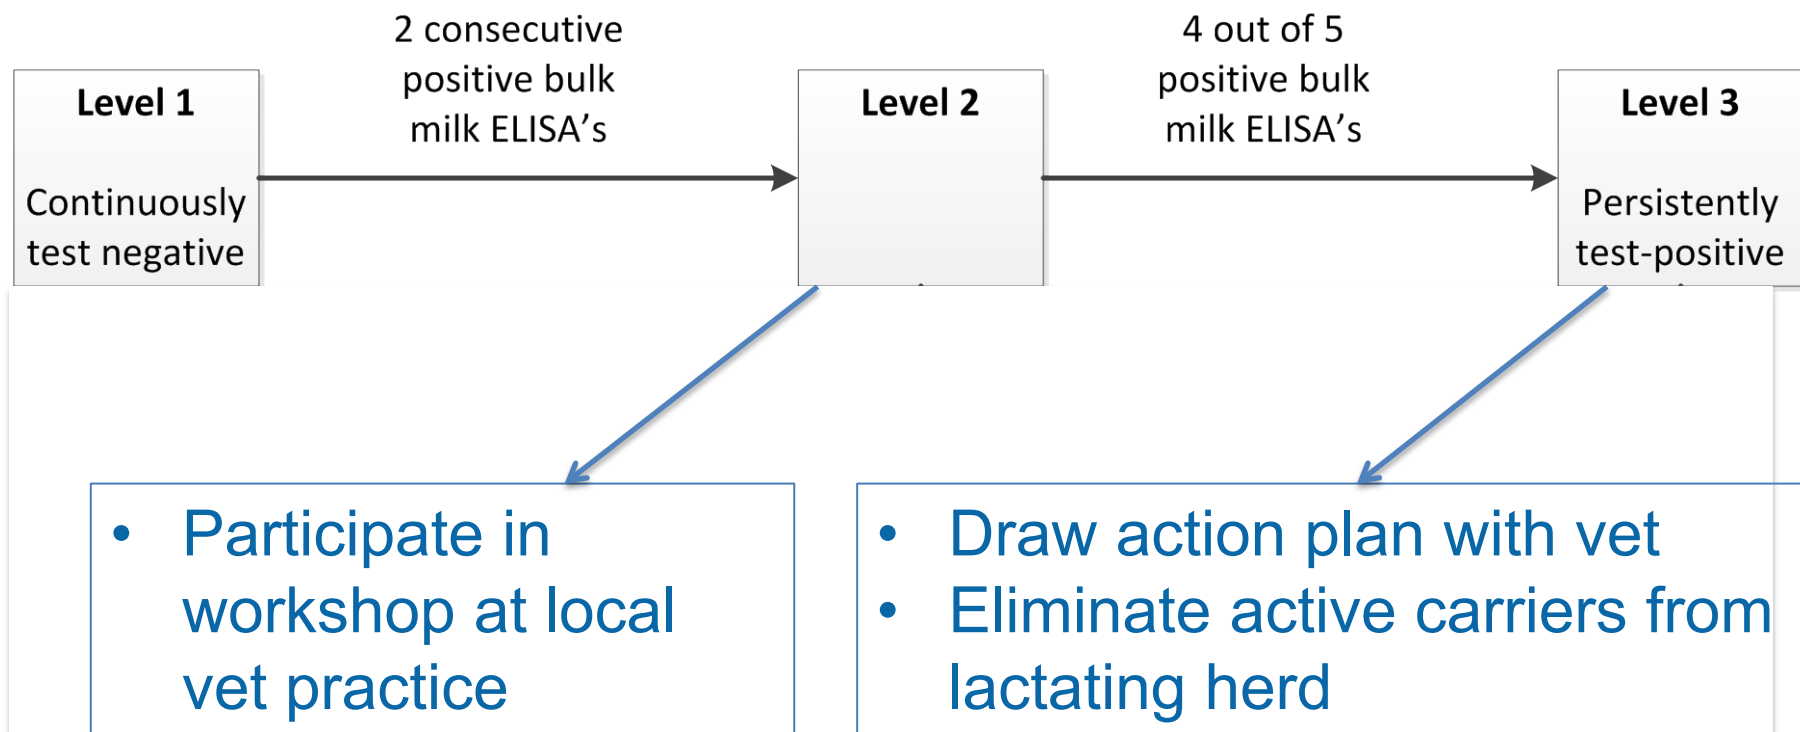 Level 1
Continuously
test negative
2 consecutive
positive bulk
milk ELISA's
Level 2
4 out of 5
positive bulk
milk ELISA's
Level 3
Persistently
test-positive
• Participate in
workshop at local
vet practice
• Draw action plan with vet
• Eliminate active carriers from
lactating herd